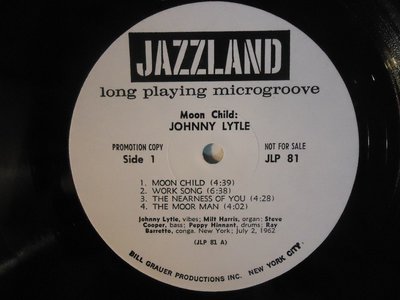 JAZZLAND
long playing microgroove
Moon Child:
JOHNNY LYTLE
PROMOTION COPY
Side 1
NOT FOR SALE
JLP 81
1. MOON CHILD (4:39)
2. WORK SONG (6:38)
3. THE NEARNESS OF YOU (4:28)
4. THE MOOR MAN (4:02)
Johnny Lytle, vibes; Milt Harris, organ; Steve
Cooper, bass; Peppy Hinnant, drums; Ray
Barretto, conga. New York; July 2, 1962
(JLP 81 A)
BILL GRAUER PRODUCTIONS INC. NEW YORK CITY.